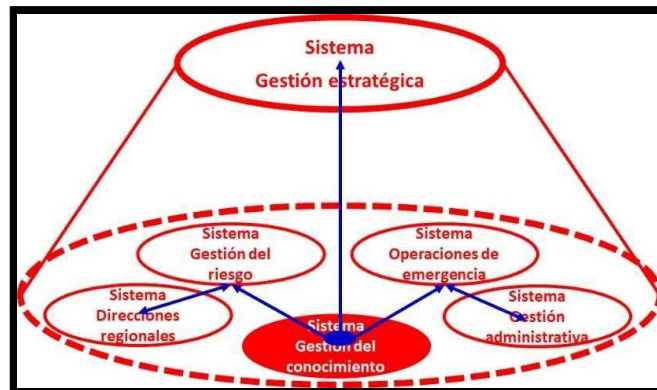 Sistema
Gestión estratégica
Sistema
Gestión del
riesgo
Sistema
Operaciones de
emergencia
Sistema
Direcciones
regionales
Sistema
Gestión del
conocimiento
Sistema
Gestión
administrativa